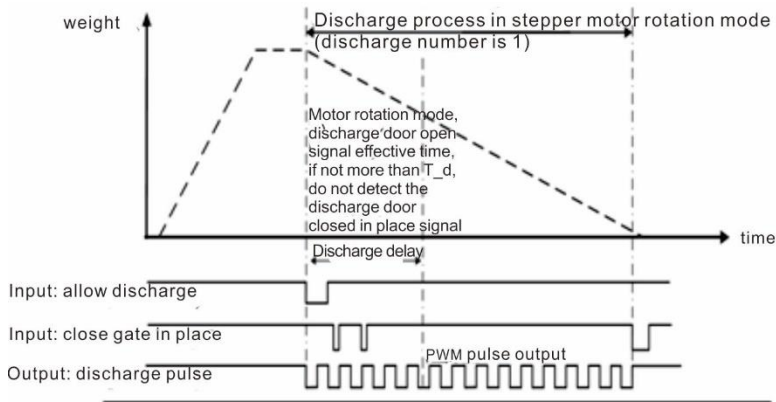 weight
Discharge process in stepper motor rotation mode
(discharge number is 1)
Motor rotation mode,
discharge door open
signal effective time,
if not more than T_d,
do not detect the
discharge door
closed in place signal
time
Discharge delay
Input: allow discharge
Input: close gate in place
PWM pulse output
Output: discharge pulse